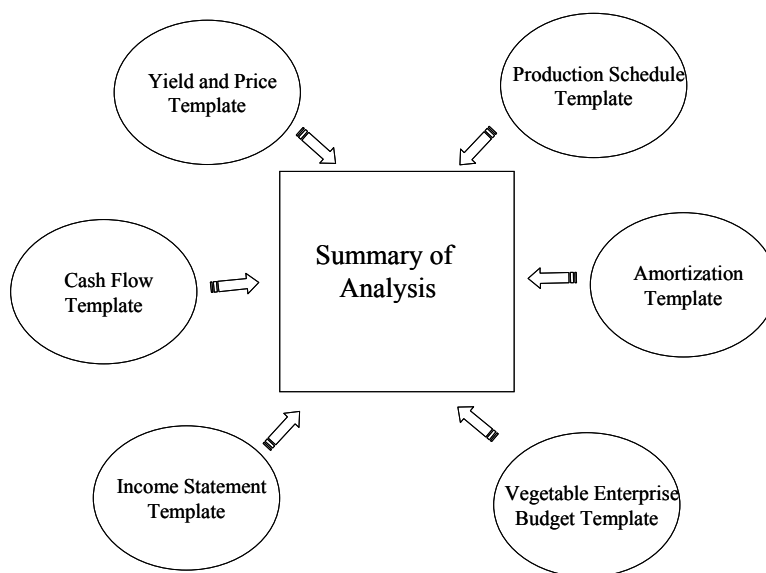 Yield and Price
Template
Production Schedule
Template
Summary of
Analysis
Cash Flow
Template
Amortization
Template
Income Statement
Template
Vegetable Enterprise
Budget Template